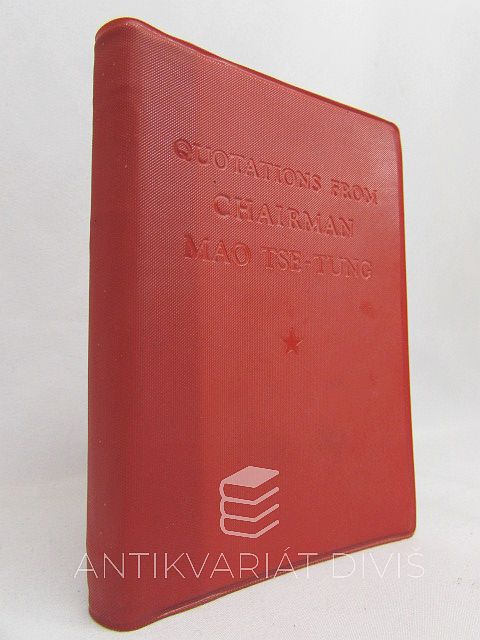 QUOTATIONS FROM
CHAIRMAN
MAO TSE-TUNG
ANTIKVARIÁT DIVIŠ